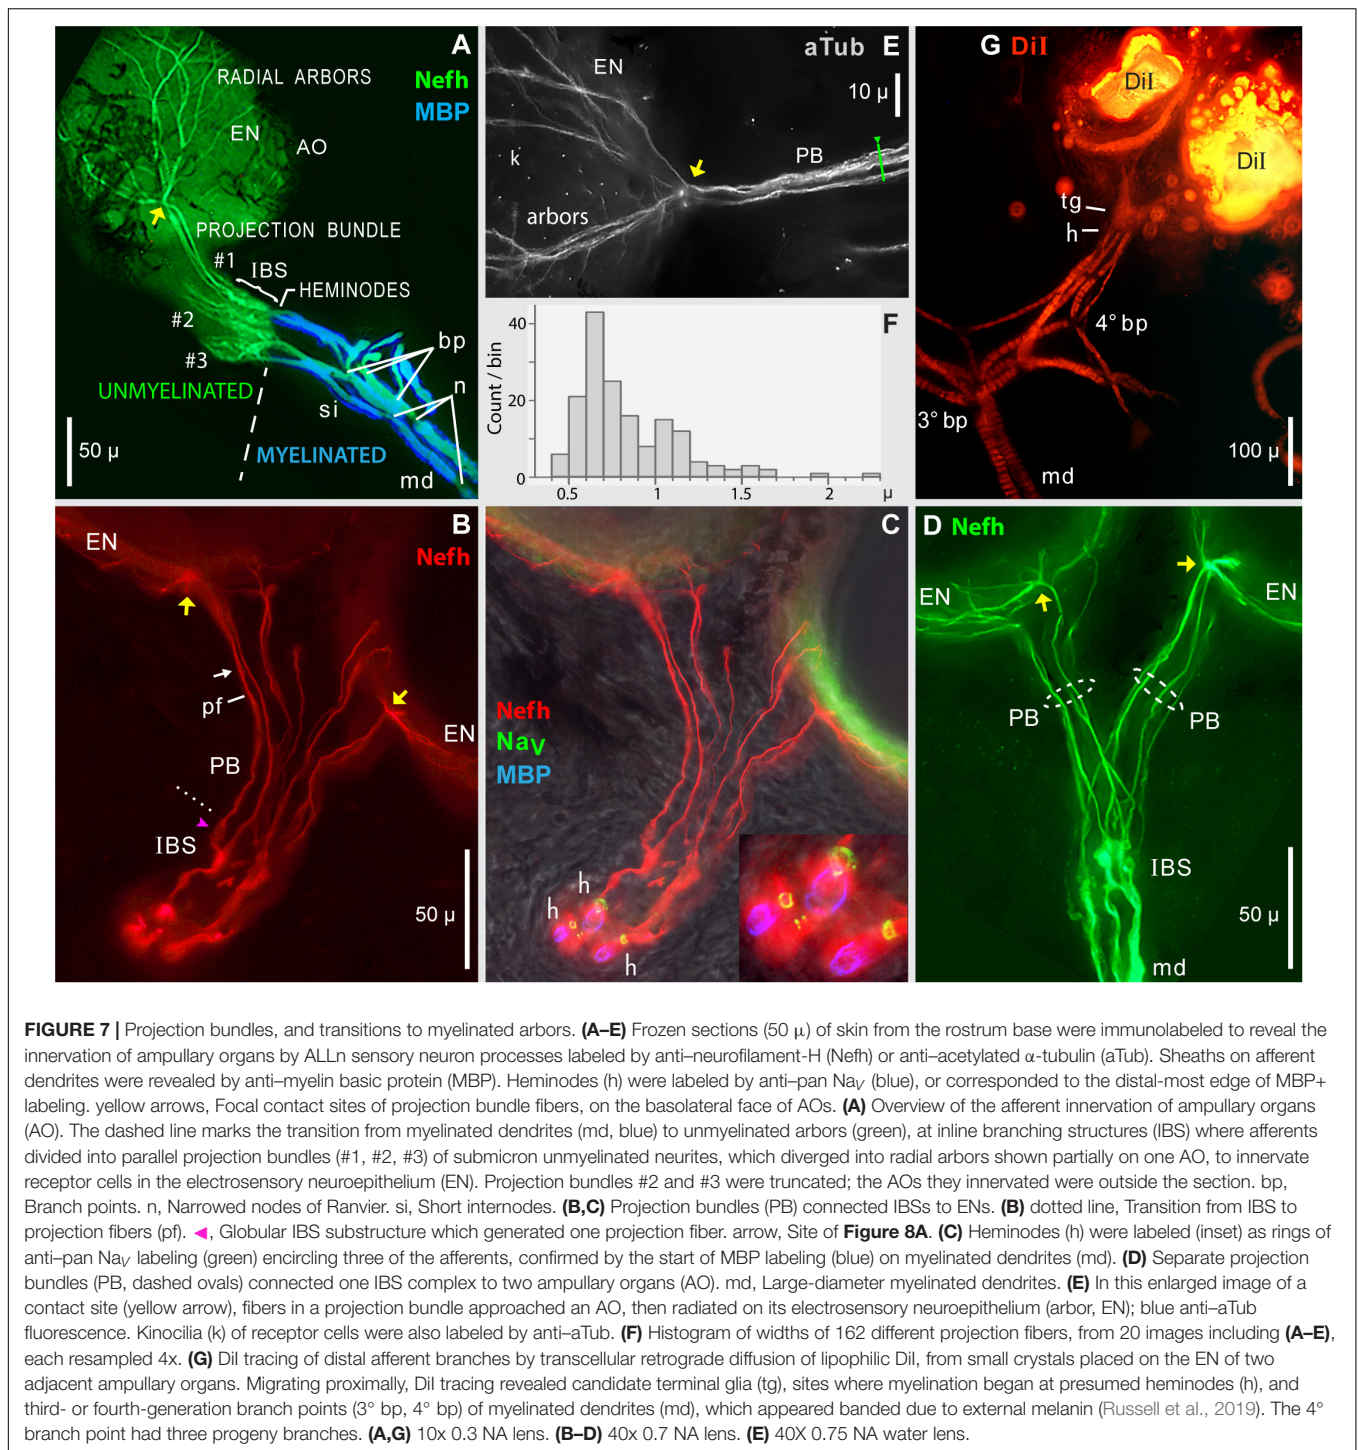 A
Nefh
MBP
RADIAL ARBORS
EN
AO
PROJECTION BUNDLE
#1
IBS
HEMINODES
#2
#3
bp
n
UNMYELINATED
si
MYELINATED
50 µ
md
aTub E
EN
10 µ
k
PB
arbors
F
Count / bin
40
20
0
0.5
1
1.5
2
µ
G DiI
DiI
DiI
tg
h
4° bp
3° bp
100 µ
md
B
Nefh
EN
pf
EN
PB
IBS
50 µ
C
Nefh
NaV
MBP
h
h
h
D Nefh
EN
EN
PB
PB
IBS
50 µ
md
FIGURE 7 | Projection bundles, and transitions to myelinated arbors. (A–E) Frozen sections (50 µ) of skin from the rostrum base were immunolabeled to reveal the
innervation of ampullary organs by ALLn sensory neuron processes labeled by anti–neurofilament-H (Nefh) or anti–acetylated α-tubulin (aTub). Sheaths on afferent
dendrites were revealed by anti–myelin basic protein (MBP). Heminodes (h) were labeled by anti–pan NaV (blue), or corresponded to the distal-most edge of MBP+
labeling. yellow arrows, Focal contact sites of projection bundle fibers, on the basolateral face of AOs. (A) Overview of the afferent innervation of ampullary organs
(AO). The dashed line marks the transition from myelinated dendrites (md, blue) to unmyelinated arbors (green), at inline branching structures (IBS) where afferents
divided into parallel projection bundles (#1, #2, #3) of submicron unmyelinated neurites, which diverged into radial arbors shown partially on one AO, to innervate
receptor cells in the electrosensory neuroepithelium (EN). Projection bundles #2 and #3 were truncated; the AOs they innervated were outside the section. bp,
Branch points. n, Narrowed nodes of Ranvier. si, Short internodes. (B,C) Projection bundles (PB) connected IBSs to ENs. (B) dotted line, Transition from IBS to
projection fibers (pf). ◄, Globular IBS substructure which generated one projection fiber. arrow, Site of Figure 8A. (C) Heminodes (h) were labeled (inset) as rings of
anti–pan NaV labeling (green) encircling three of the afferents, confirmed by the start of MBP labeling (blue) on myelinated dendrites (md). (D) Separate projection
bundles (PB, dashed ovals) connected one IBS complex to two ampullary organs (AO). md, Large-diameter myelinated dendrites. (E) In this enlarged image of a
contact site (yellow arrow), fibers in a projection bundle approached an AO, then radiated on its electrosensory neuroepithelium (arbor, EN); blue anti–aTub
fluorescence. Kinocilia (k) of receptor cells were also labeled by anti–aTub. (F) Histogram of widths of 162 different projection fibers, from 20 images including (A–E),
each resampled 4x. (G) DiI tracing of distal afferent branches by transcellular retrograde diffusion of lipophilic DiI, from small crystals placed on the EN of two
adjacent ampullary organs. Migrating proximally, DiI tracing revealed candidate terminal glia (tg), sites where myelination began at presumed heminodes (h), and
third- or fourth-generation branch points (3° bp, 4° bp) of myelinated dendrites (md), which appeared banded due to external melanin (Russell et al., 2019). The 4°
branch point had three progeny branches. (A,G) 10x 0.3 NA lens. (B–D) 40x 0.7 NA lens. (E) 40X 0.75 NA water lens.